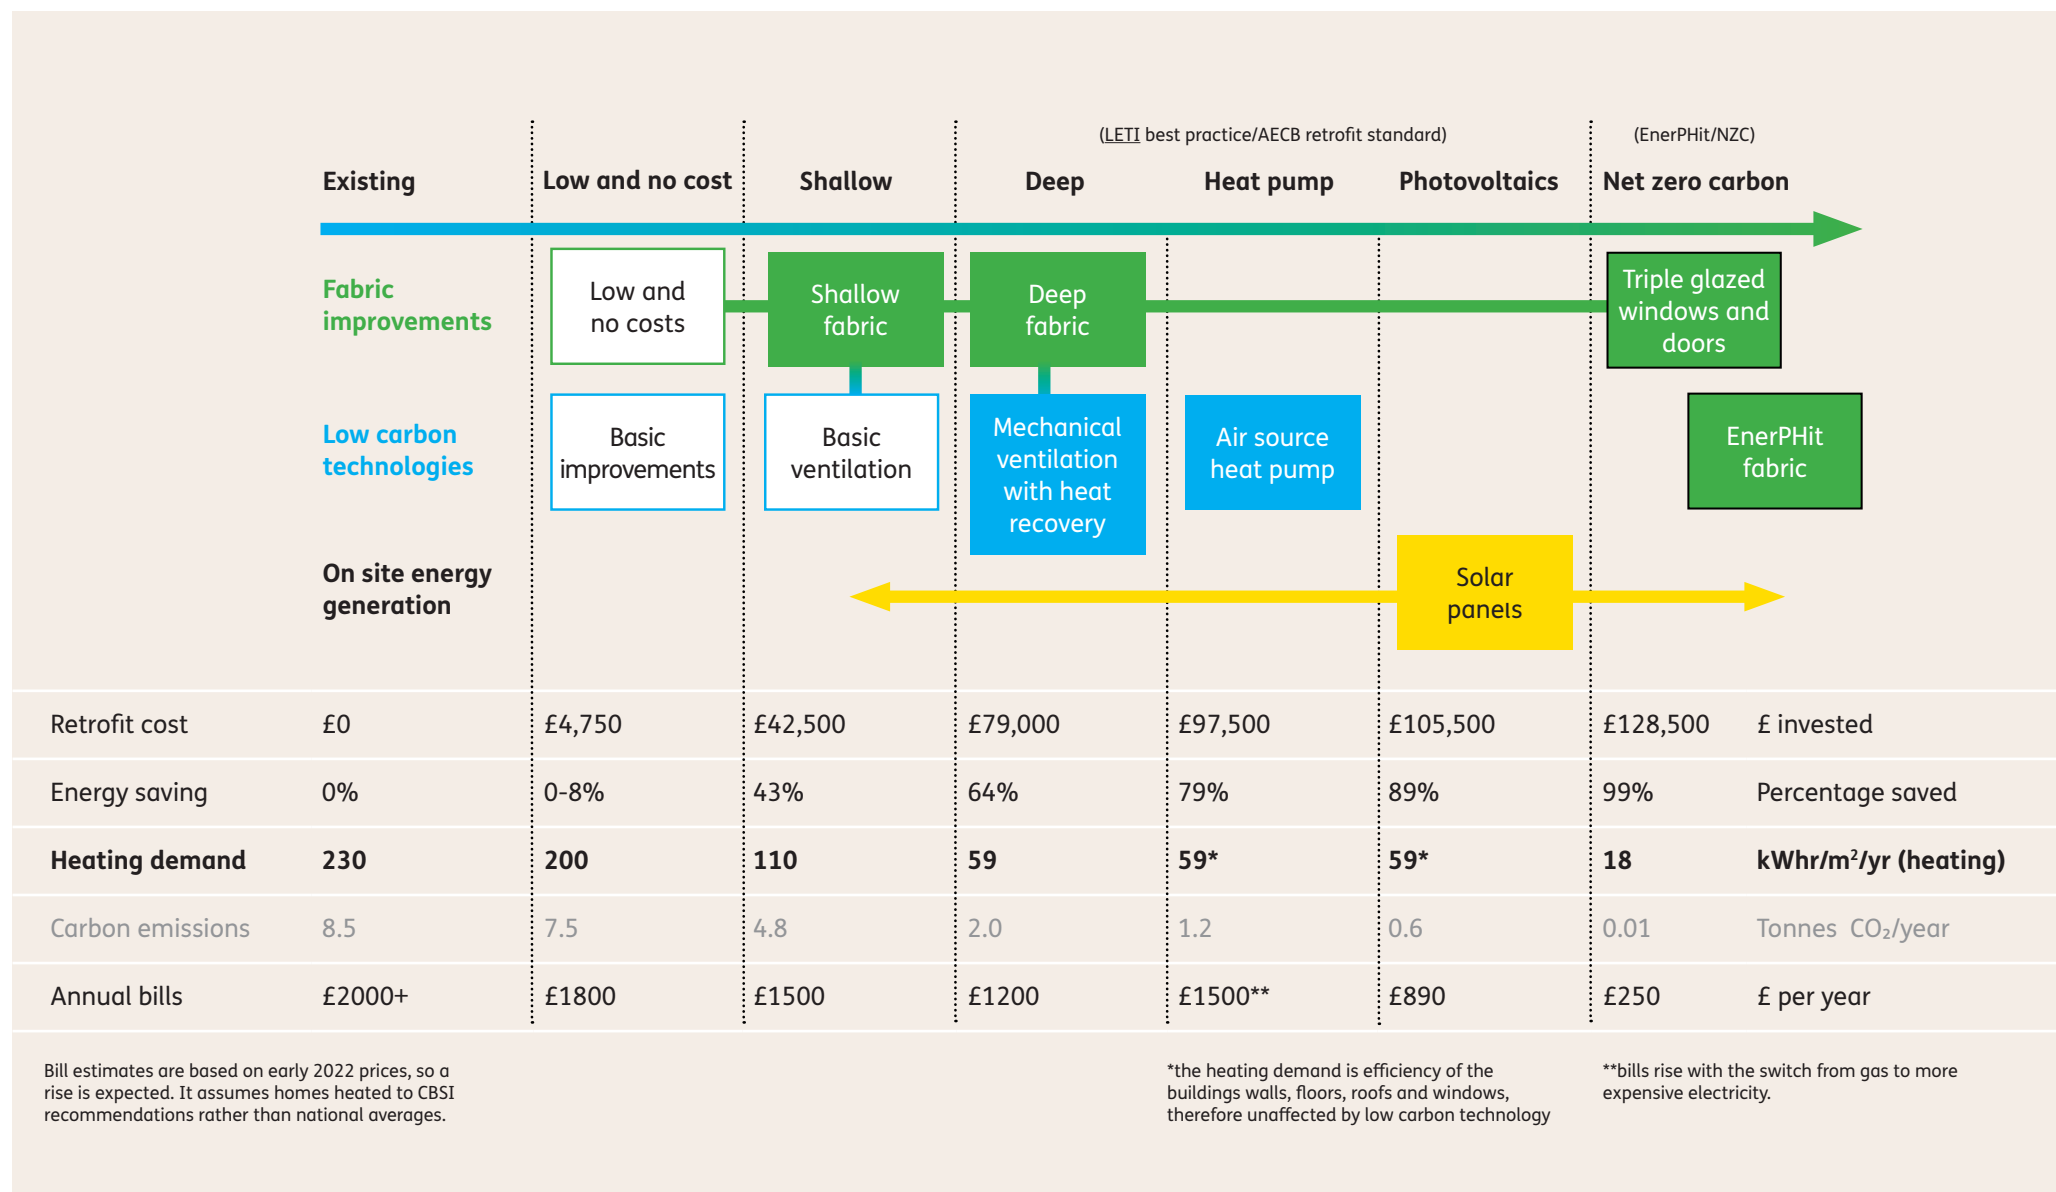 (LETI best practice/AECB retrofit standard)
(EnerPHit/NZC)
Existing
Low and no cost
Shallow
Deep
Heat pump
Photovoltaics
Net zero carbon
Fabric
improvements
Low and
no costs
Shallow
fabric
Deep
fabric
Triple glazed
windows and
doors
Low carbon
technologies
Basic
improvements
Basic
ventilation
Mechanical
ventilation
with heat
recovery
Air source
heat pump
EnerPHit
fabric
On site energy
generation
Solar
panels
Retrofit cost £0 £4,750 £42,500 £79,000 £97,500 £105,500 £128,500 £ invested
Energy saving 0% 0-8% 43% 64% 79% 89% 99% Percentage saved
Heating demand 230 200 110 59 59* 59* 18 kWhr/m²/yr (heating)
Carbon emissions 8.5 7.5 4.8 2.0 1.2 0.6 0.01 Tonnes CO₂/year
Annual bills £2000+ £1800 £1500 £1200 £1500** £890 £250 £ per year
Bill estimates are based on early 2022 prices, so a
rise is expected. It assumes homes heated to CBSI
recommendations rather than national averages.
*the heating demand is efficiency of the
buildings walls, floors, roofs and windows,
therefore unaffected by low carbon technology
**bills rise with the switch from gas to more
expensive electricity.